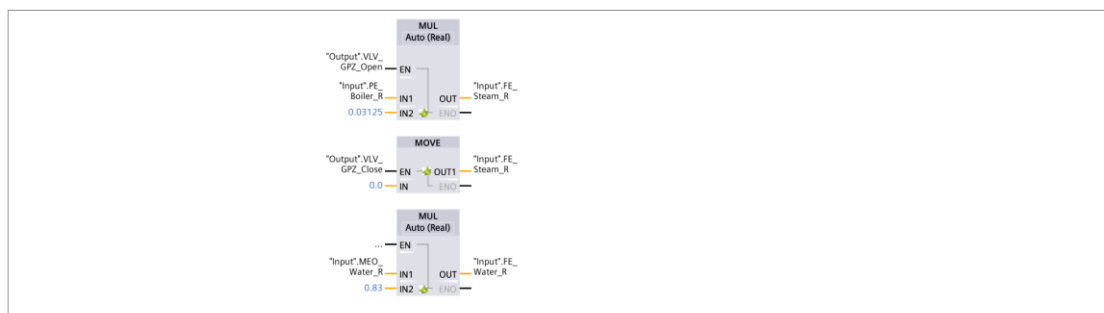 MUL
Auto (Real)
"Output".VLV_
GPZ_Open
EN
"Input".PE_
Boiler_R
IN1
OUT
"Input".FE_
Steam_R
0.03125
IN2
ENO
MOVE
"Output".VLV_
GPZ_Close
EN
OUT1
"Input".FE_
Steam_R
0.0
IN
ENO
MUL
Auto (Real)
...
EN
"Input".MEO_
Water_R
IN1
OUT
"Input".FE_
Water_R
0.83
IN2
ENO